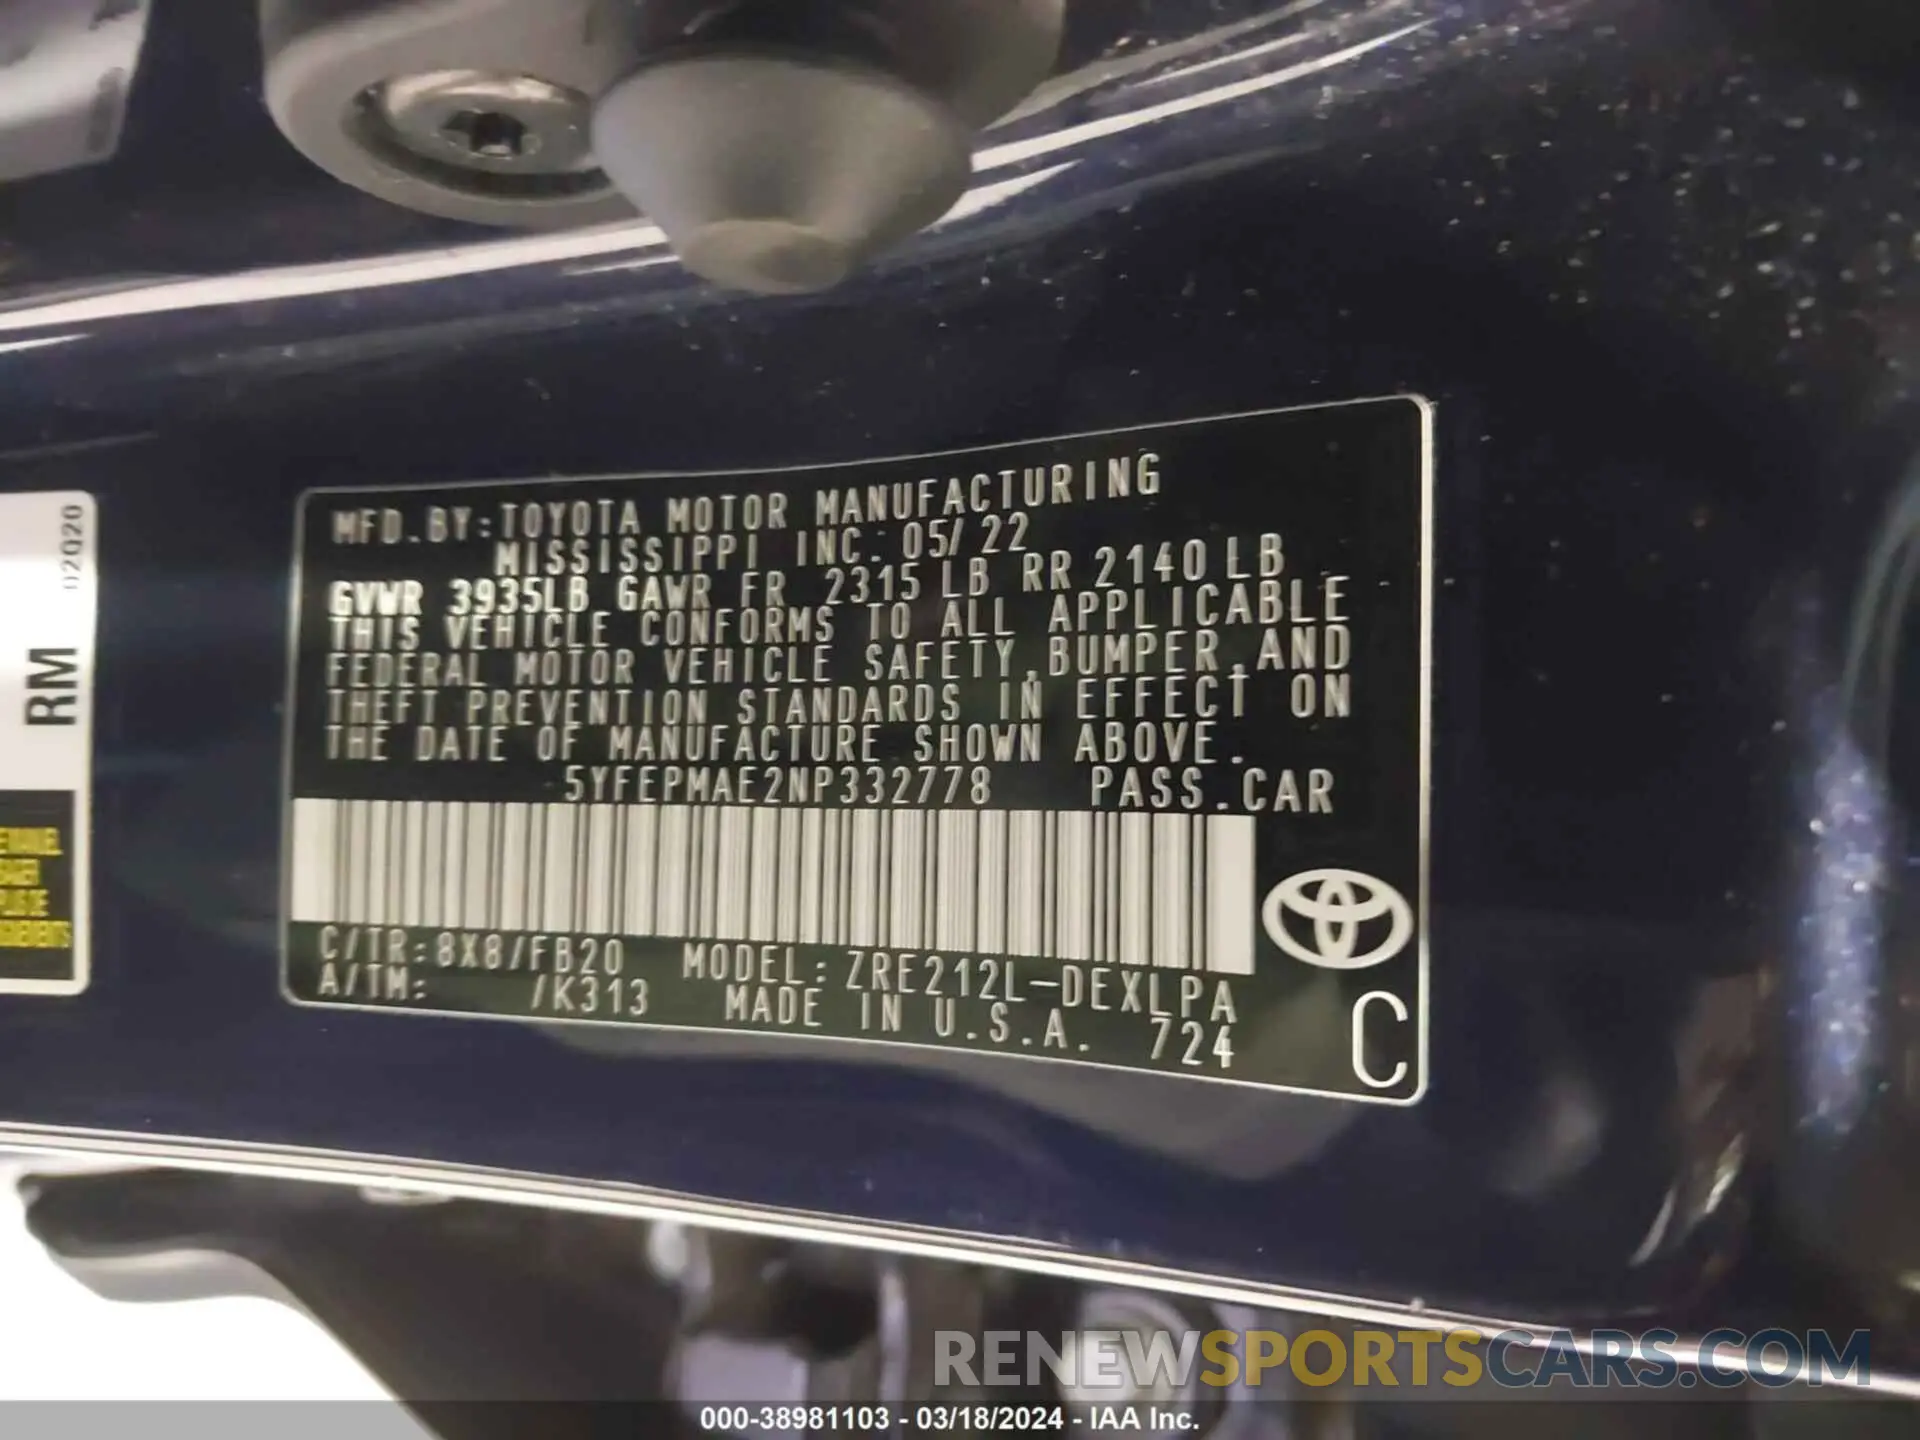 MFD.BY:TOYOTA MOTOR MANUFACTURING
MISSISSIPPI INC. 05/22
GVWR 3935LB GAWR FR 2315 LB RR 2140 LB
THIS VEHICLE CONFORMS TO ALL APPLICABLE
FEDERAL MOTOR VEHICLE SAFETY,BUMPER,AND
THEFT PREVENTION STANDARDS IN EFFECT ON
THE DATE OF MANUFACTURE SHOWN ABOVE.
5YFEPMAE2NP332778 PASS.CAR
C/TR:8X8/FB20 MODEL:ZRE212L-DEXLPA
A/TM: /K313 MADE IN U.S.A. 724
C
RM
02020
RENEWSPORTSCARS.COM
000-38981103 - 03/18/2024 - IAA Inc.